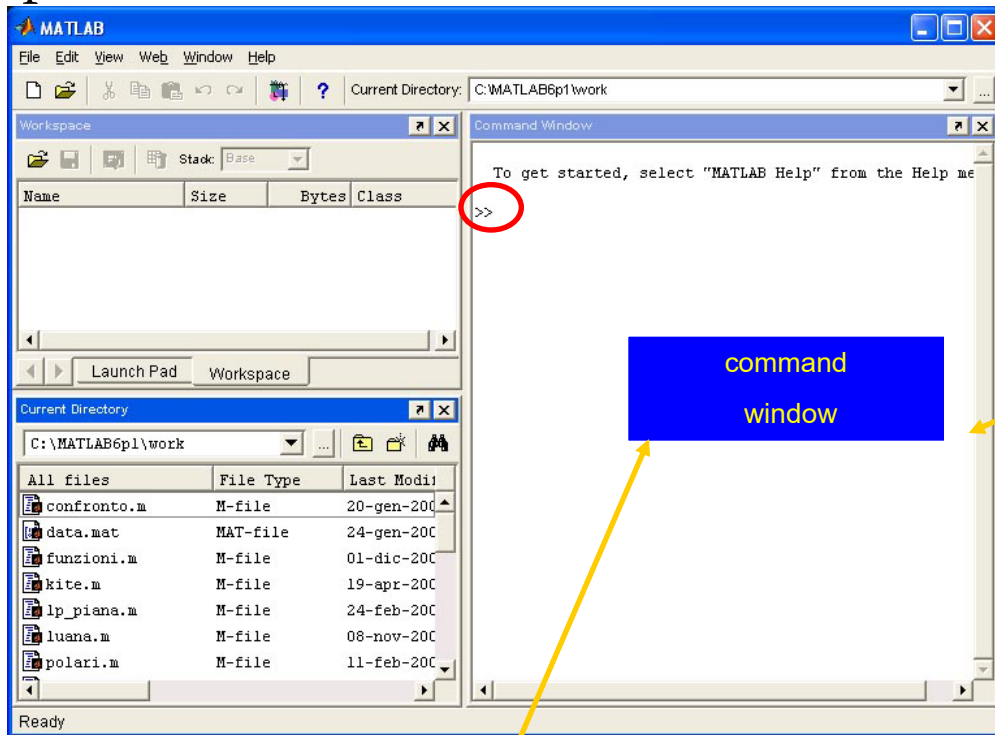 MATLAB
File Edit View Web Window Help
? Current Directory: C:\MATLAB6p1\work ...
Workspace
Stack: Base
Name Size Bytes Class
Launch Pad Workspace
Current Directory
C:\MATLAB6p1\work ...
All files File Type Last Modi
confronto.m M-file 20-gen-200
data.mat MAT-file 24-gen-200
funzioni.m M-file 01-dic-200
kite.m M-file 19-apr-200
lp_piana.m M-file 24-feb-200
luana.m M-file 08-nov-200
polari.m M-file 11-feb-200
Command Window
To get started, select "MATLAB Help" from the Help me
>>
command
window
Ready